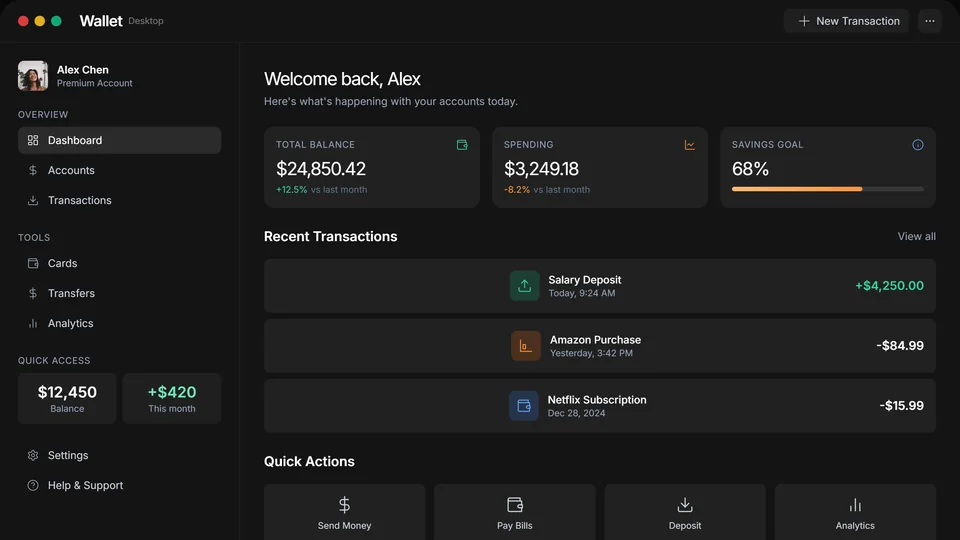 Wallet Desktop
New Transaction
Alex Chen
Premium Account
OVERVIEW
Dashboard
Accounts
Transactions
TOOLS
Cards
Transfers
Analytics
QUICK ACCESS
$12,450
Balance
+$420
This month
Settings
Help & Support
Welcome back, Alex
Here's what's happening with your accounts today.
TOTAL BALANCE
$24,850.42
+12.5% vs last month
SPENDING
$3,249.18
-8.2% vs last month
SAVINGS GOAL
68%
Recent Transactions
View all
Salary Deposit
Today, 9:24 AM
+$4,250.00
Amazon Purchase
Yesterday, 3:42 PM
-$84.99
Netflix Subscription
Dec 28, 2024
-$15.99
Quick Actions
Send Money
Pay Bills
Deposit
Analytics